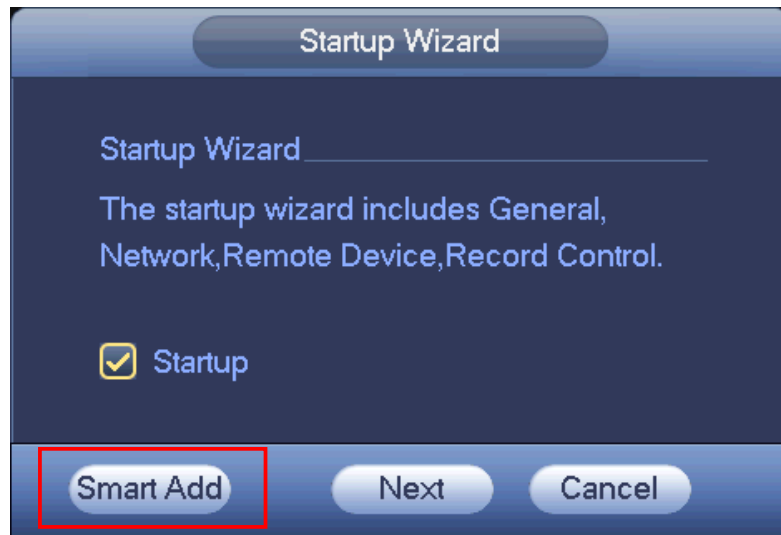 Startup Wizard
Startup Wizard
The startup wizard includes General,
Network,Remote Device,Record Control.
Startup
Smart Add
Next
Cancel